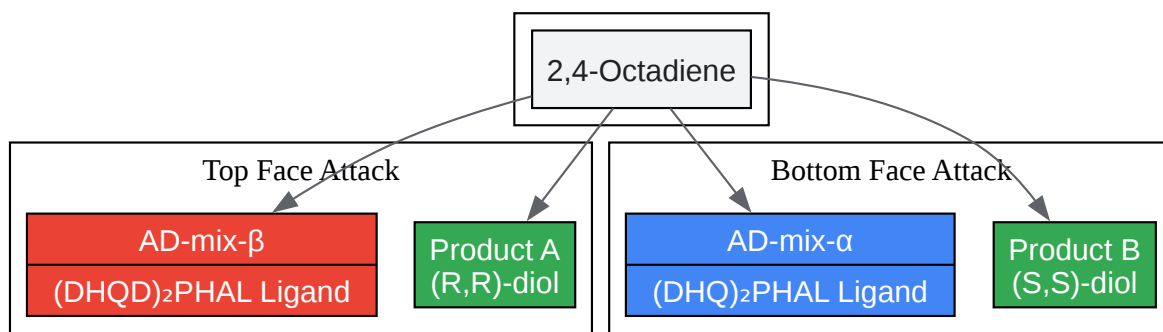 2,4-Octadiene
Top Face Attack
AD-mix-β
(DHQD)₂PHAL Ligand
Product A
(R,R)-diol
Bottom Face Attack
AD-mix-α
(DHQ)₂PHAL Ligand
Product B
(S,S)-diol